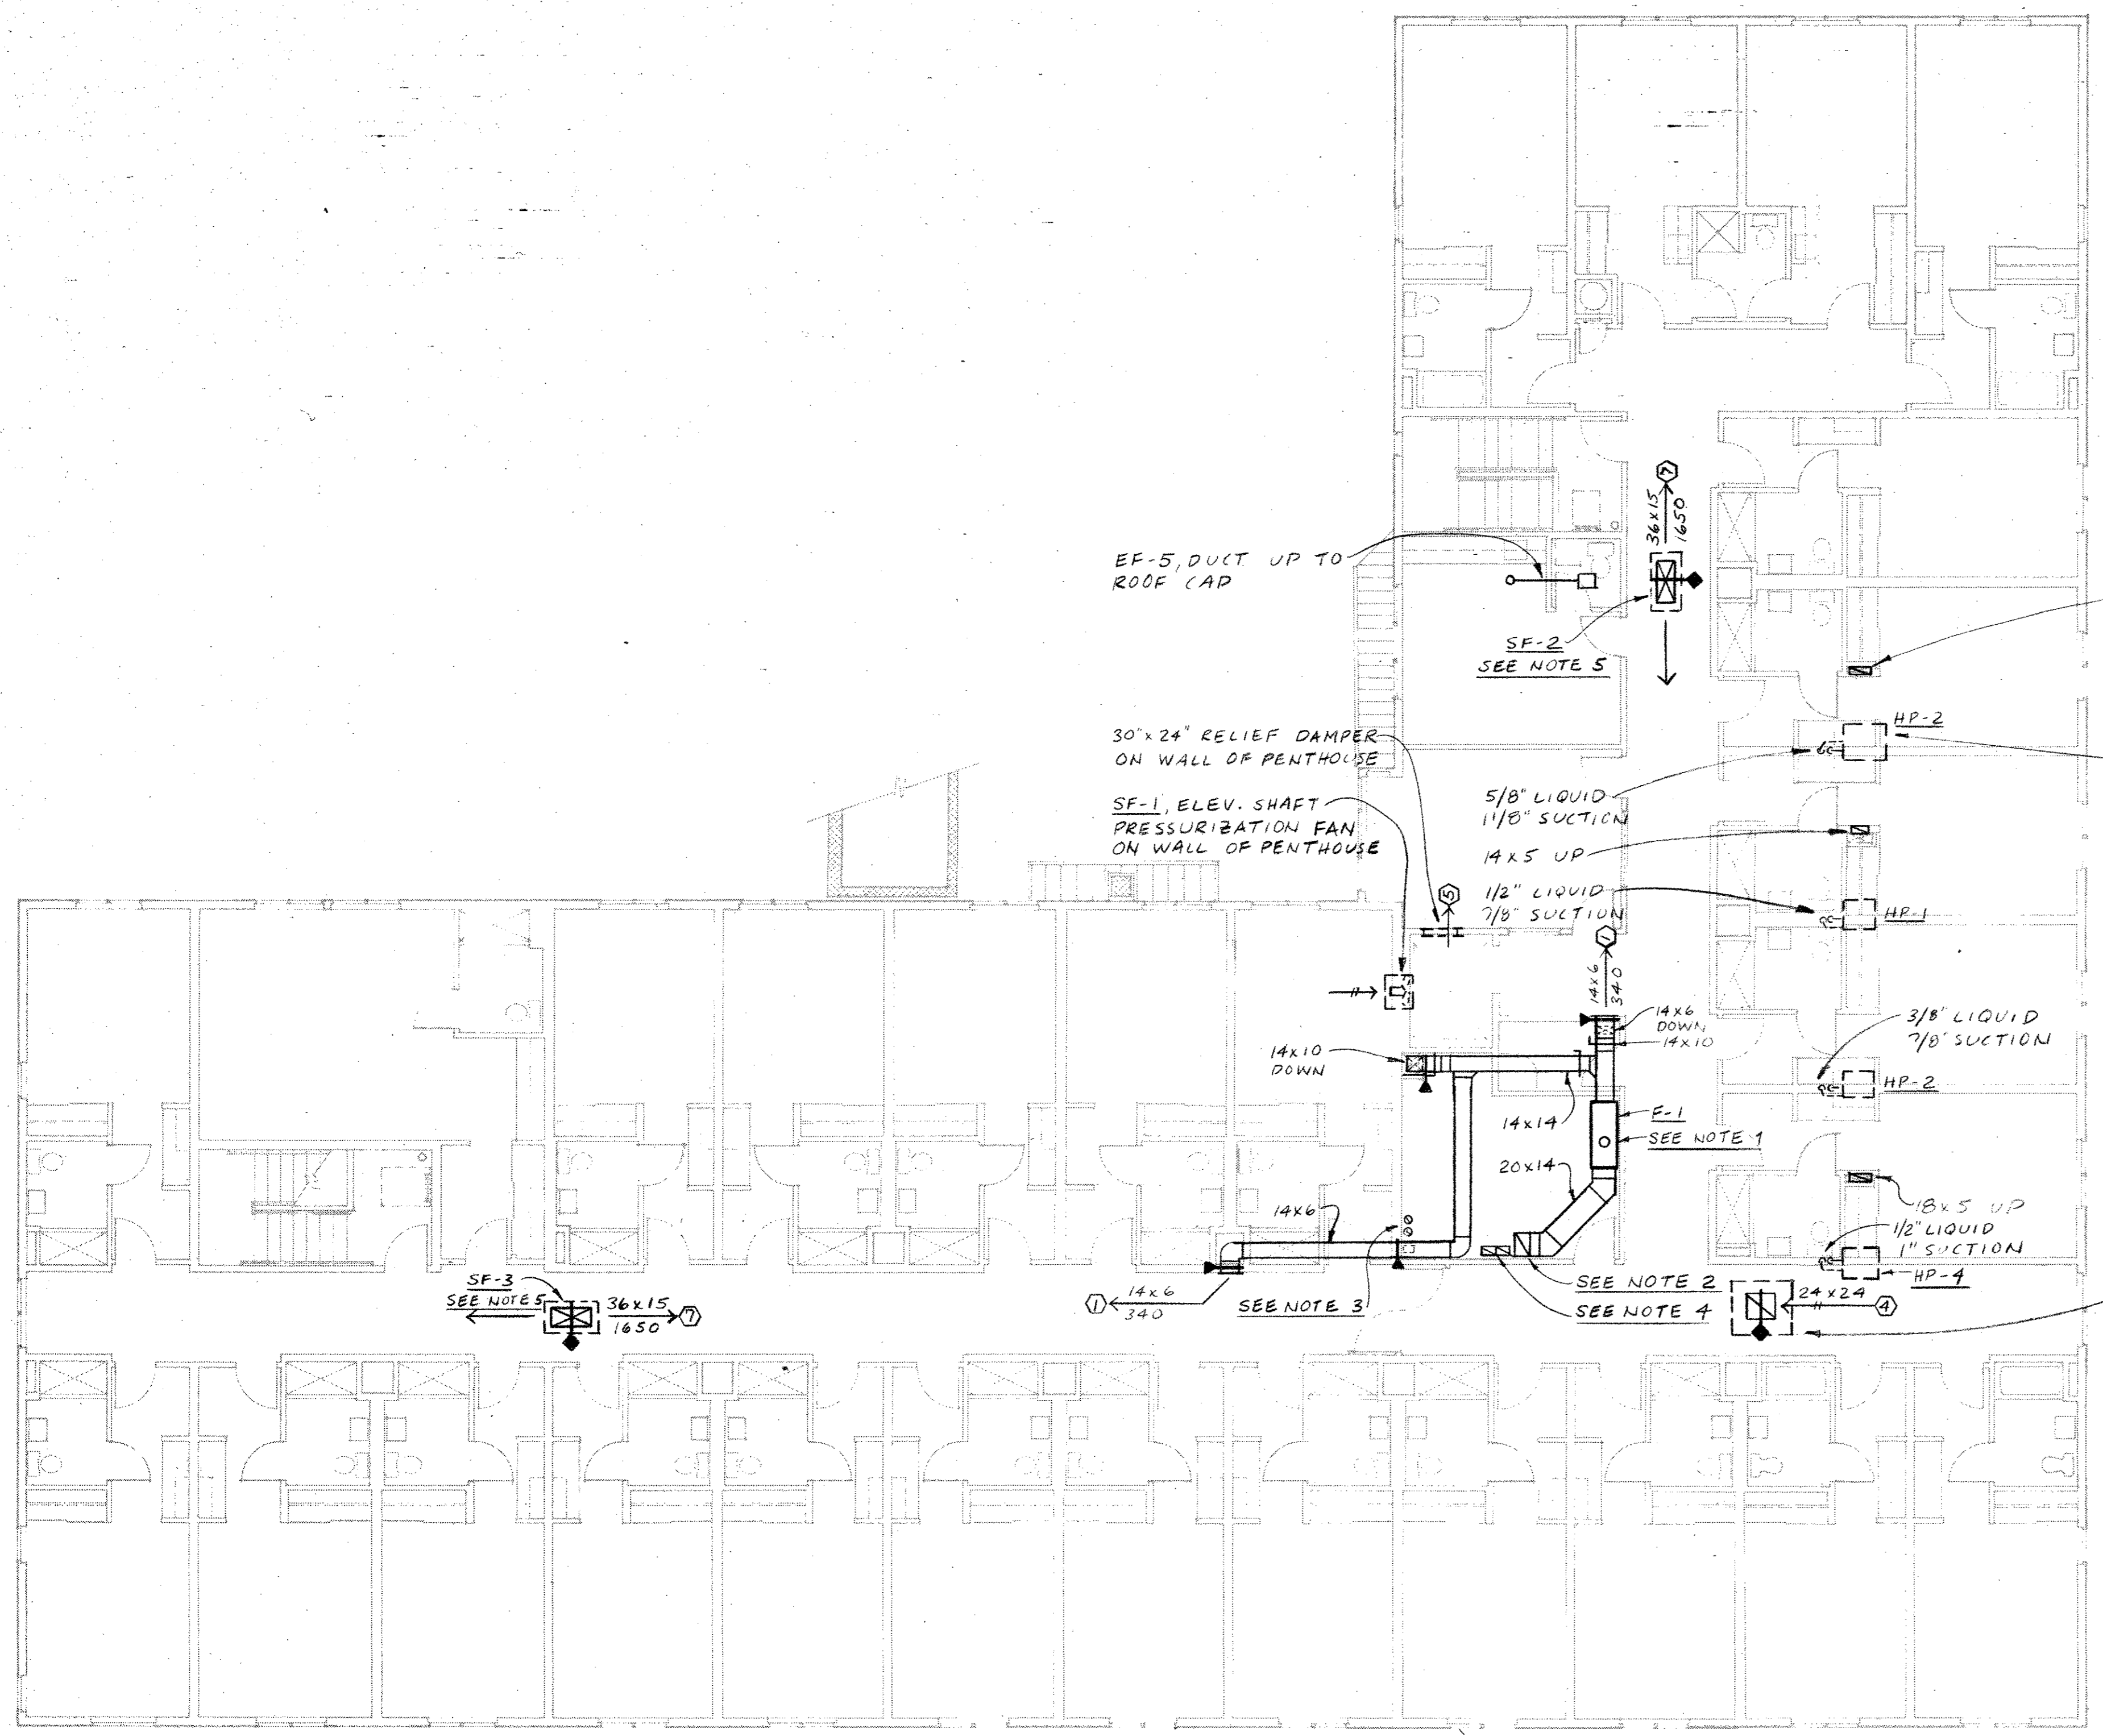 7
36x15
1650
EF-5, DUCT UP TO
ROOF CAP
SF-2
SEE NOTE 5
HP-2
30"x24" RELIEF DAMPER
ON WALL OF PENTHOUSE
SF-1, ELEV. SHAFT
PRESSURIZATION FAN
ON WALL OF PENTHOUSE
5/8" LIQUID
1 1/8" SUCTION
14x5 UP
1/2" LIQUID
7/8" SUCTION
HP-1
5
1
14x6
340
14x6
DOWN
14x10
3/8" LIQUID
7/8" SUCTION
14x10
DOWN
HP-2
F-1
14x14
SEE NOTE 1
20x14
14x6
18x5 UP
1/2" LIQUID
1" SUCTION
HP-4
SF-3
SEE NOTE 5
36x15
1650
7
1
14x6
340
SEE NOTE 3
SEE NOTE 2
SEE NOTE 4
24x24
4